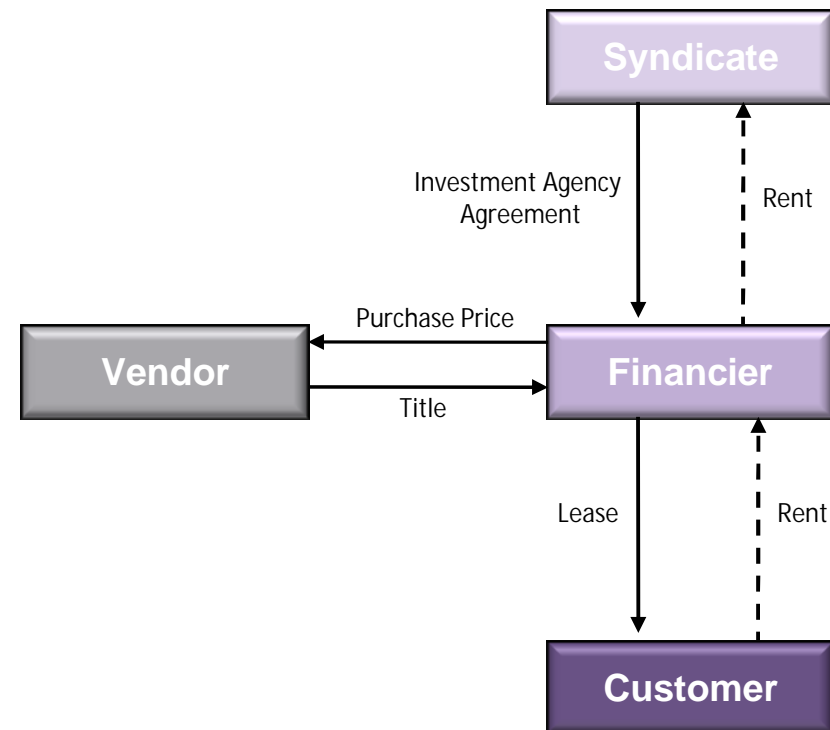 Syndicate
Investment Agency
Agreement
Rent
Purchase Price
Vendor
Financier
Title
Lease
Rent
Customer